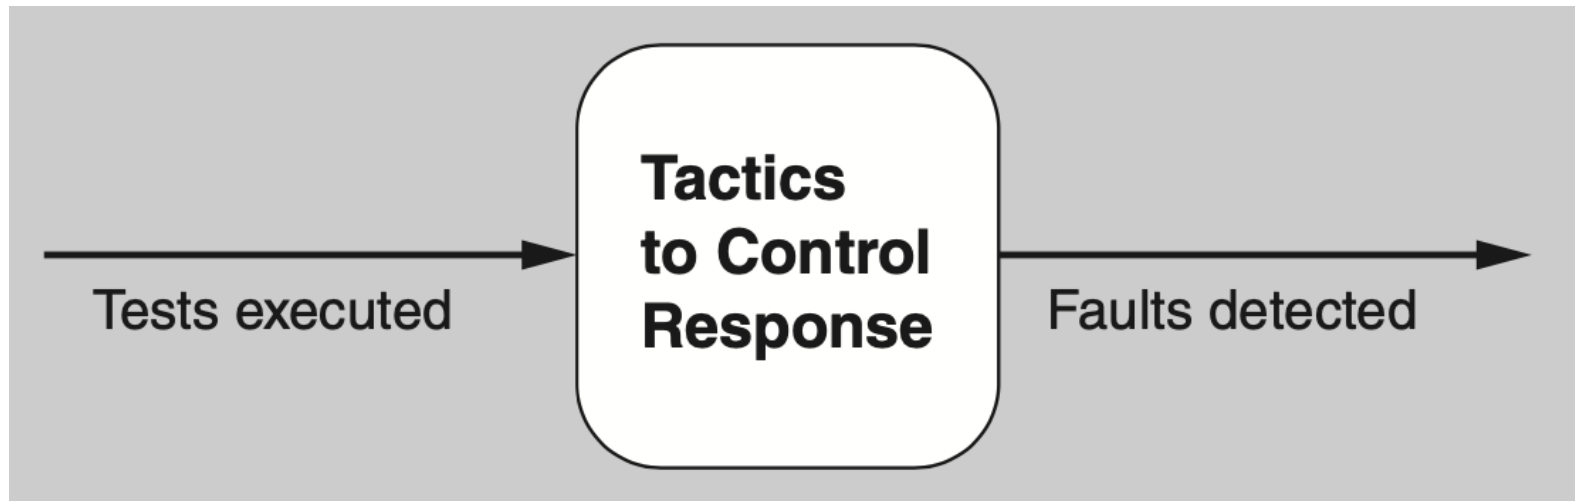 Tests executed
Tactics
to Control
Response
Faults detected